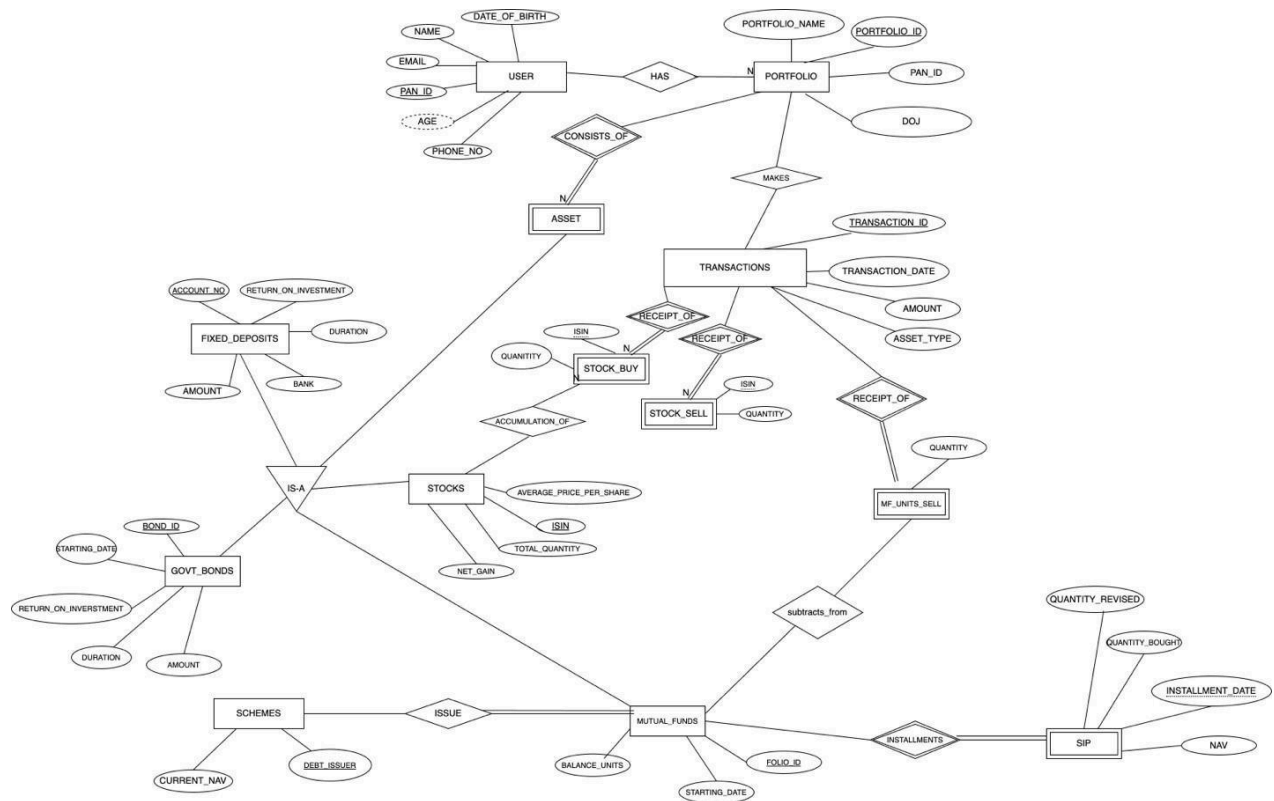 DATE_OF_BIRTH
NAME
EMAIL
PAN_ID
AGE
PHONE_NO
USER
HAS
N
PORTFOLIO_NAME
PORTFOLIO_ID
PORTFOLIO
PAN_ID
DOJ
CONSISTS_OF
N
ASSET
MAKES
TRANSACTION_ID
TRANSACTIONS
TRANSACTION_DATE
AMOUNT
ASSET_TYPE
ACCOUNT_NO
RETURN_ON_INVESTMENT
DURATION
FIXED_DEPOSITS
AMOUNT
BANK
RECEIPT_OF
RECEIPT_OF
ISIN
N
QUANITITY
N
STOCK_BUY
N
ISIN
STOCK_SELL
QUANTITY
RECEIPT_OF
ACCUMULATION_OF
QUANTITY
IS-A
STOCKS
AVERAGE_PRICE_PER_SHARE
ISIN
TOTAL_QUANTITY
NET_GAIN
MF_UNITS_SELL
BOND_ID
STARTING_DATE
GOVT_BONDS
RETURN_ON_INVERSTMENT
DURATION
AMOUNT
subtracts_from
QUANTITY_REVISED
QUANTITY_BOUGHT
INSTALLMENT_DATE
SCHEMES
ISSUE
MUTUAL_FUNDS
INSTALLMENTS
SIP
NAV
CURRENT_NAV
DEBT_ISSUER
BALANCE_UNITS
FOLIO_ID
STARTING_DATE